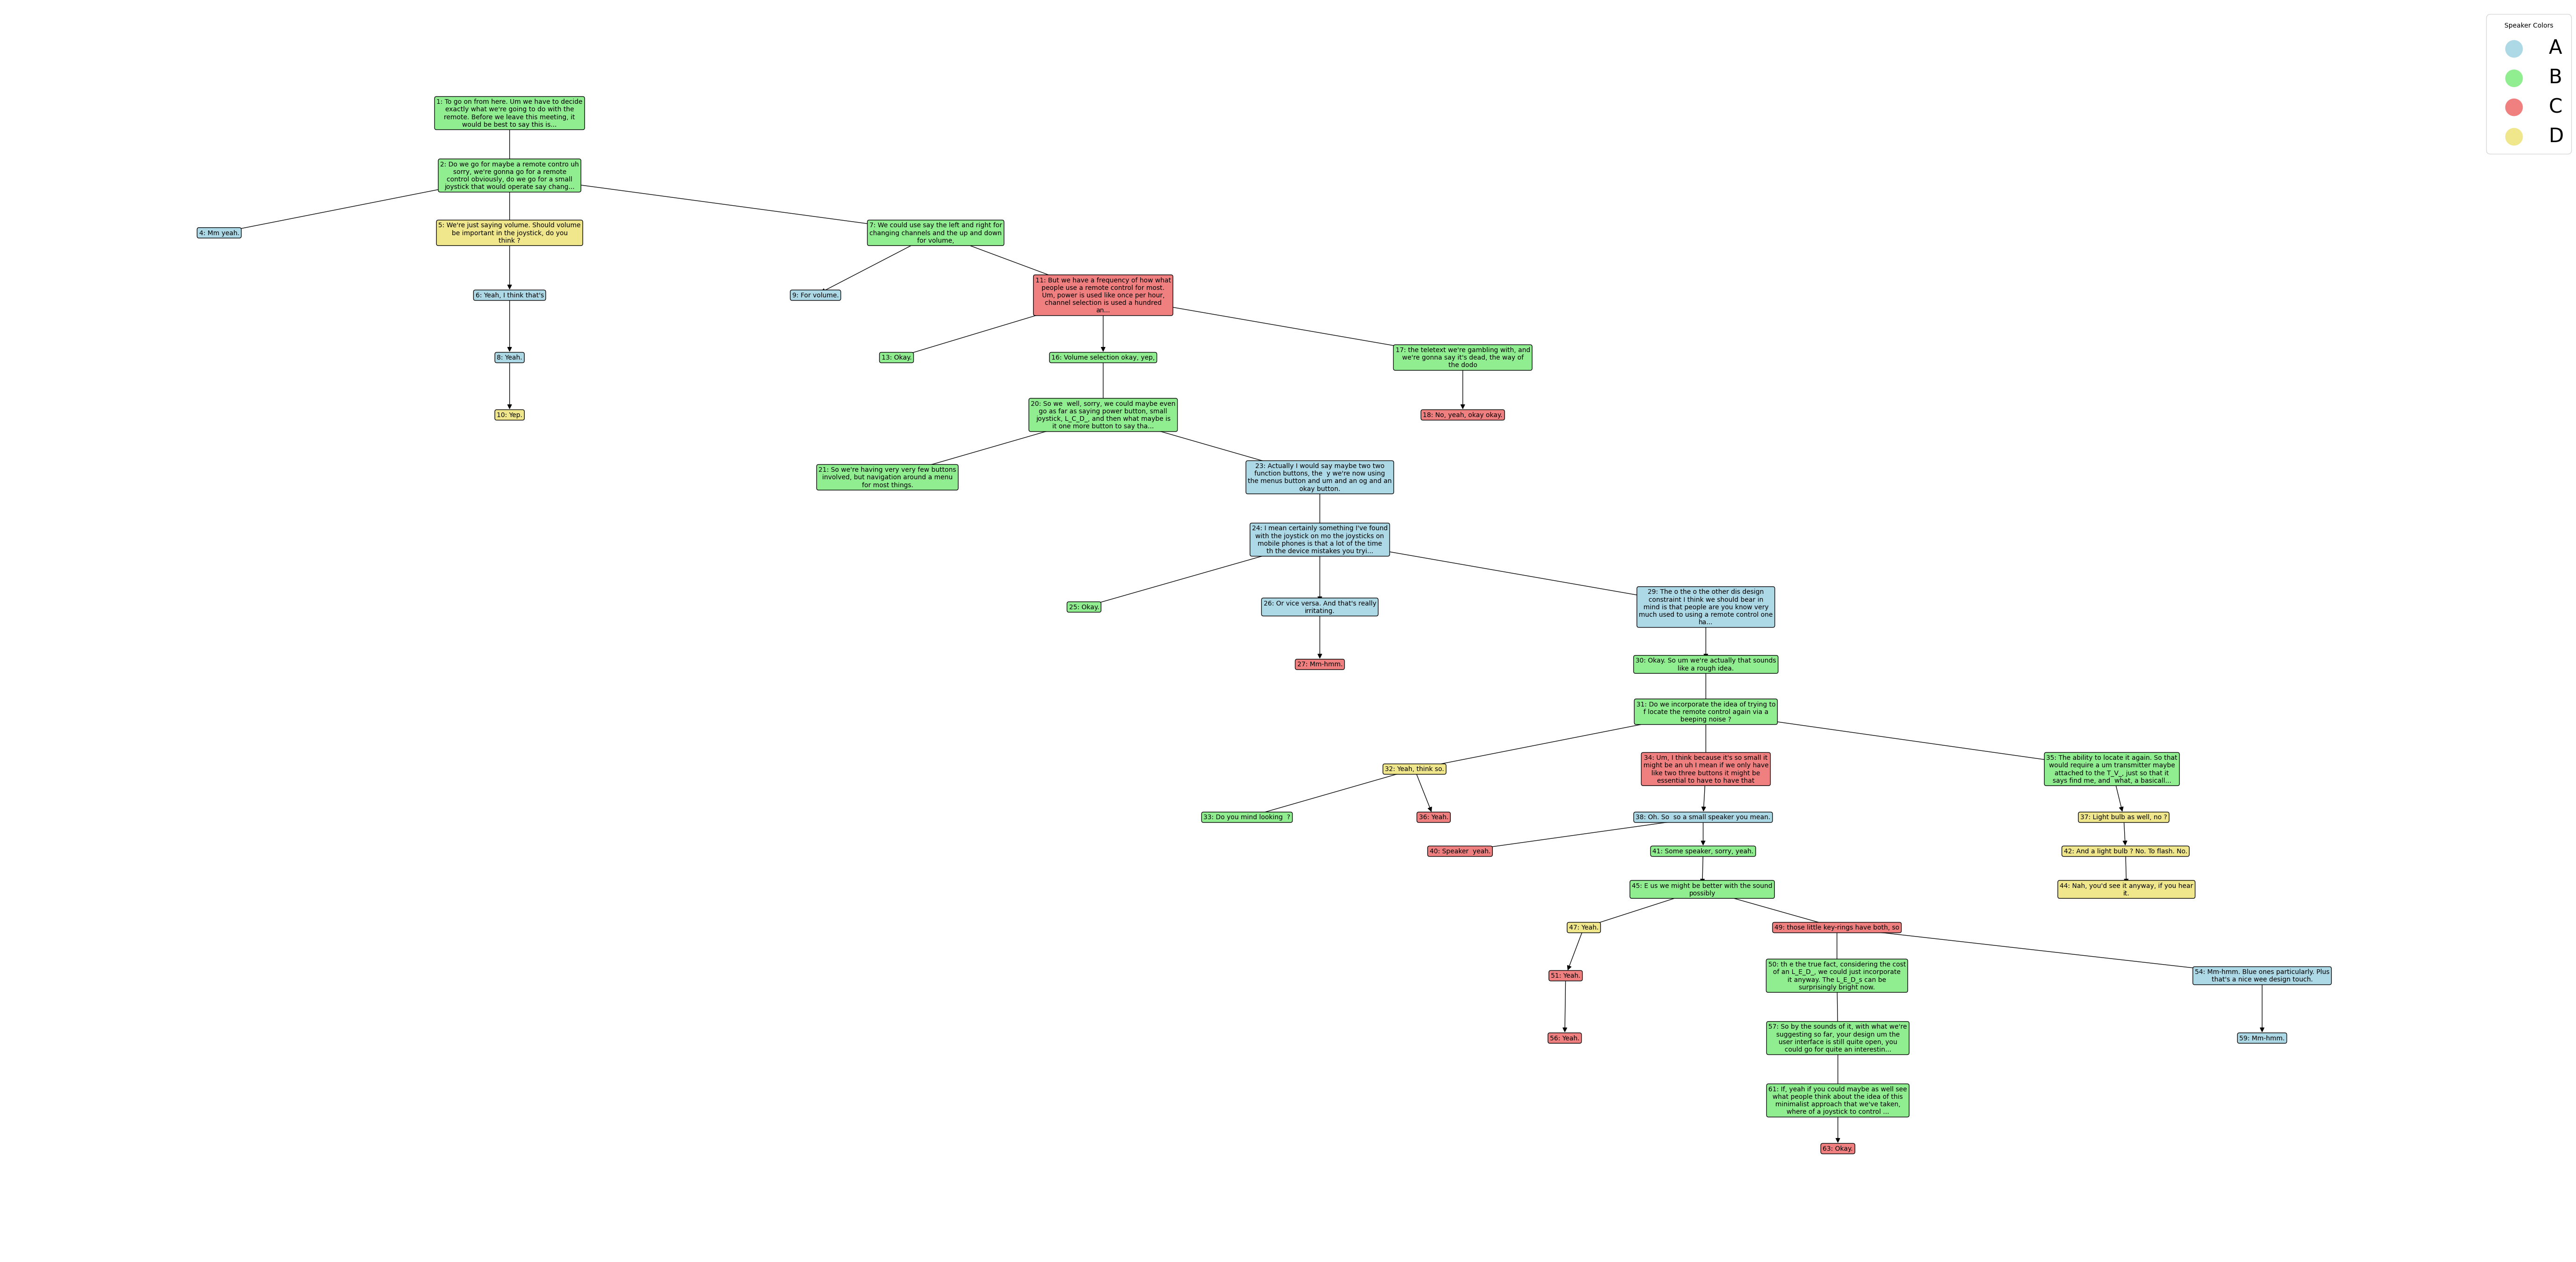 Speaker Colors
A
B
C
D
1: To go on from here. Um we have to decide
exactly what we're going to do with the
remote. Before we leave this meeting, it
would be best to say this is...
2: Do we go for maybe a remote contro uh
sorry, we're gonna go for a remote
control obviously, do we go for a small
joystick that would operate say chang...
4: Mm yeah.
5: We're just saying volume. Should volume
be important in the joystick, do you
think ?
7: We could use say the left and right for
changing channels and the up and down
for volume,
6: Yeah, I think that's
9: For volume.
11: But we have a frequency of how what
people use a remote control for most.
Um, power is used like once per hour,
channel selection is used a hundred
an...
8: Yeah.
13: Okay.
16: Volume selection okay, yep,
17: the teletext we're gambling with, and
we're gonna say it's dead, the way of
the dodo
10: Yep.
20: So we  well, sorry, we could maybe even
go as far as saying power button, small
joystick, L_C_D_, and then what maybe is
it one more button to say tha...
18: No, yeah, okay okay.
21: So we're having very very few buttons
involved, but navigation around a menu
for most things.
23: Actually I would say maybe two two
function buttons, the  y we're now using
the menus button and um and an og and an
okay button.
24: I mean certainly something I've found
with the joystick on mo the joysticks on
mobile phones is that a lot of the time
th the device mistakes you tryi...
25: Okay.
26: Or vice versa. And that's really
irritating.
29: The o the o the other dis design
constraint I think we should bear in
mind is that people are you know very
much used to using a remote control one
ha...
27: Mm-hmm.
30: Okay. So um we're actually that sounds
like a rough idea.
31: Do we incorporate the idea of trying to
f locate the remote control again via a
beeping noise ?
32: Yeah, think so.
34: Um, I think because it's so small it
might be an uh I mean if we only have
like two three buttons it might be
essential to have to have that
35: The ability to locate it again. So that
would require a um transmitter maybe
attached to the T_V_, just so that it
says find me, and  what, a basicall...
33: Do you mind looking  ?
36: Yeah.
38: Oh. So  so a small speaker you mean.
37: Light bulb as well, no ?
40: Speaker  yeah.
41: Some speaker, sorry, yeah.
42: And a light bulb ? No. To flash. No.
45: E us we might be better with the sound
possibly
44: Nah, you'd see it anyway, if you hear
it.
47: Yeah.
49: those little key-rings have both, so
51: Yeah.
50: th e the true fact, considering the cost
of an L_E_D_, we could just incorporate
it anyway. The L_E_D_s can be
surprisingly bright now.
54: Mm-hmm. Blue ones particularly. Plus
that's a nice wee design touch.
56: Yeah.
57: So by the sounds of it, with what we're
suggesting so far, your design um the
user interface is still quite open, you
could go for quite an interestin...
59: Mm-hmm.
61: If, yeah if you could maybe as well see
what people think about the idea of this
minimalist approach that we've taken,
where of a joystick to control ...
63: Okay.